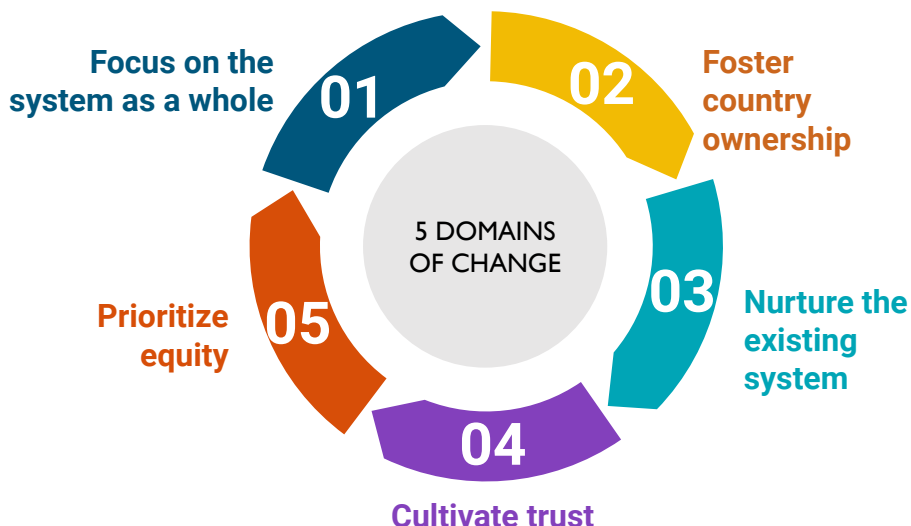 Focus on the
system as a whole
01
02
Foster
country
ownership
5 DOMAINS
OF CHANGE
03
Nurture the
existing
system
Prioritize
equity
05
04
Cultivate trust